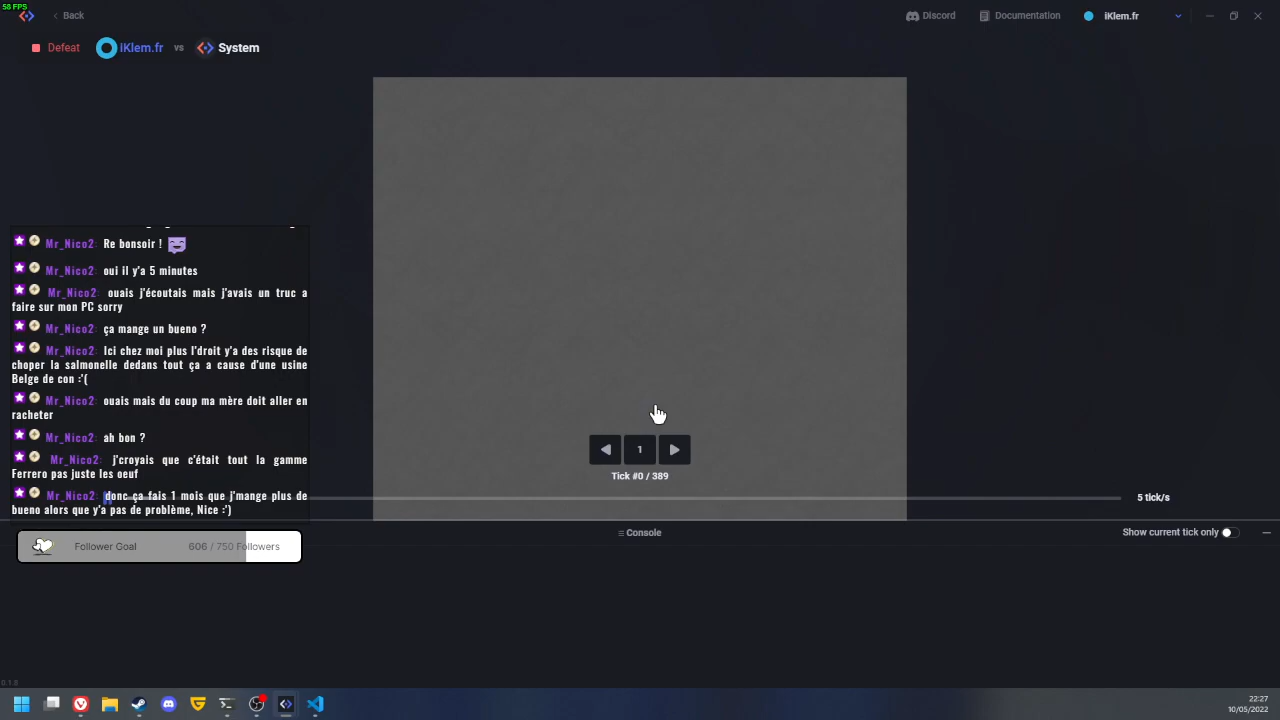 58 FPS
Back
Discord
Documentation
iKlem.fr
Defeat
iKlem.fr
vs
System
Mr_Nico2: Re bonsoir !
Mr_Nico2: oui il y'a 5 minutes
Mr_Nico2: ouais j'écoutais mais j'avais un truc a
faire sur mon PC sorry
Mr_Nico2: ça mange un bueno ?
Mr_Nico2: Ici chez moi plus l'droit y'a des risque de
choper la salmonelle dedans tout ça a cause d'une usine
Belge de con :'(
Mr_Nico2: ouais mais du coup ma mère doit aller en
racheter
Mr_Nico2: ah bon ?
Mr_Nico2: j'croyais que c'était tout la gamme
Ferrero pas juste les oeuf
Mr_Nico2: donc ça fais 1 mois que j'mange plus de
bueno alors que y'a pas de problème, Nice :')
1
Tick #0 / 389
5 tick/s
Console
Show current tick only
Follower Goal
606 / 750 Followers
0.1.8
22:27
10/05/2022